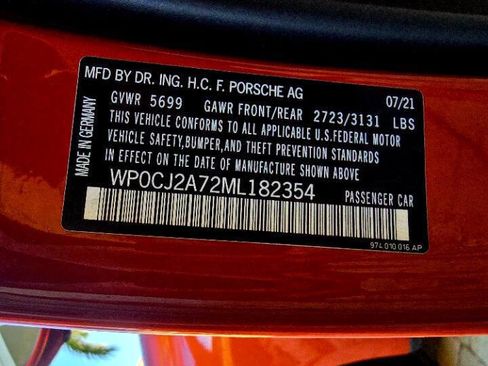 MFD BY DR. ING. H.C. F. PORSCHE AG 07/21
GVWR 5699 GAWR FRONT/REAR 2723/3131 LBS
THIS VEHICLE CONFORMS TO ALL APPLICABLE U.S.FEDERAL MOTOR
VEHICLE SAFETY,BUMPER,AND THEFT PREVENTION STANDARDS
IN EFFECT ON THE DATE OF MANUFACTURE SHOWN ABOVE
WP0CJ2A72ML182354 PASSENGER CAR
974 010 016 AP
MADE IN GERMANY